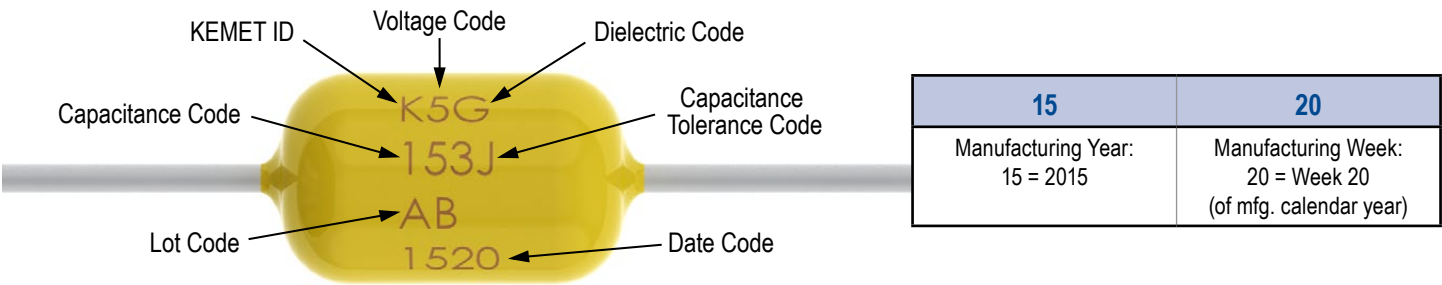 KEMET ID
Voltage Code
Dielectric Code
Capacitance Code
Capacitance
Tolerance Code
Lot Code
Date Code
K5G
153J
AB
1520
15
20
Manufacturing Year:
15 = 2015
Manufacturing Week:
20 = Week 20
(of mfg. calendar year)